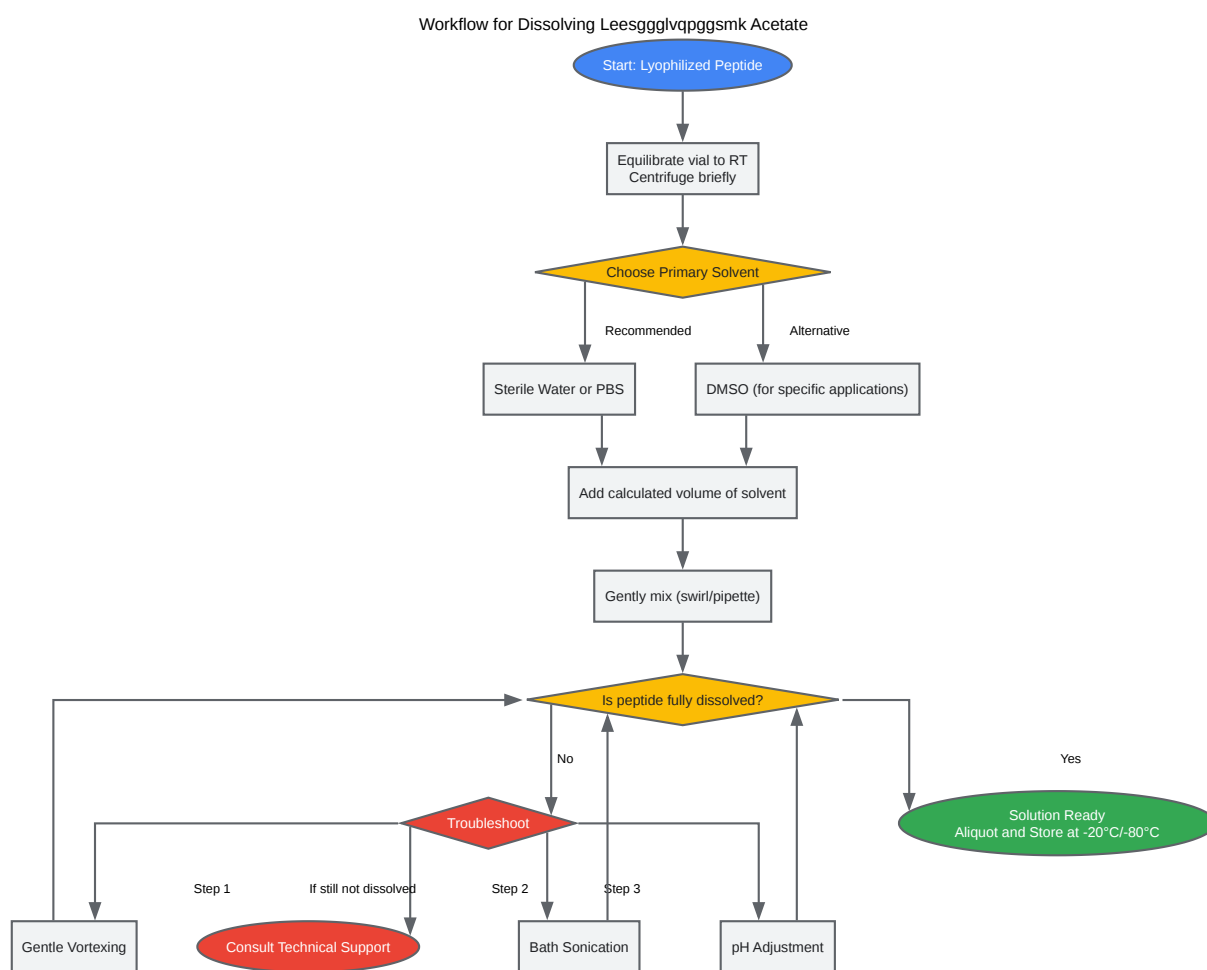 Workflow for Dissolving Leesggglvqpggsmk Acetate
Start: Lyophilized Peptide
Equilibrate vial to RT
Centrifuge briefly
Choose Primary Solvent
Recommended
Alternative
Sterile Water or PBS
DMSO (for specific applications)
Add calculated volume of solvent
Gently mix (swirl/pipette)
Is peptide fully dissolved?
No
Yes
Troubleshoot
Solution Ready
Aliquot and Store at -20°C/-80°C
Step 1
If still not dissolved
Step 2
Step 3
Gentle Vortexing
Consult Technical Support
Bath Sonication
pH Adjustment